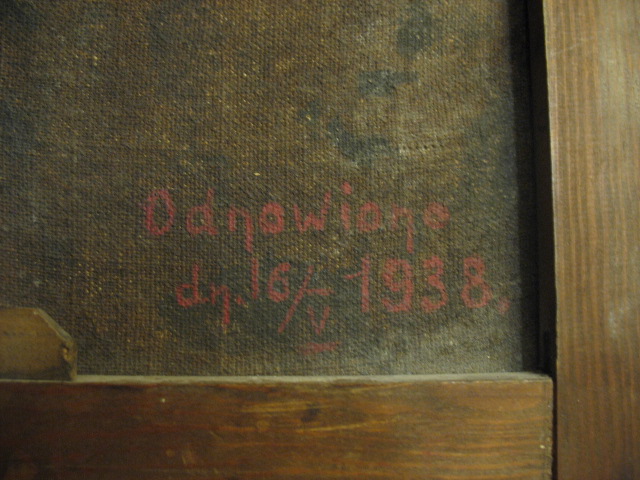 Odnowiono
dn. 16/V 1938.